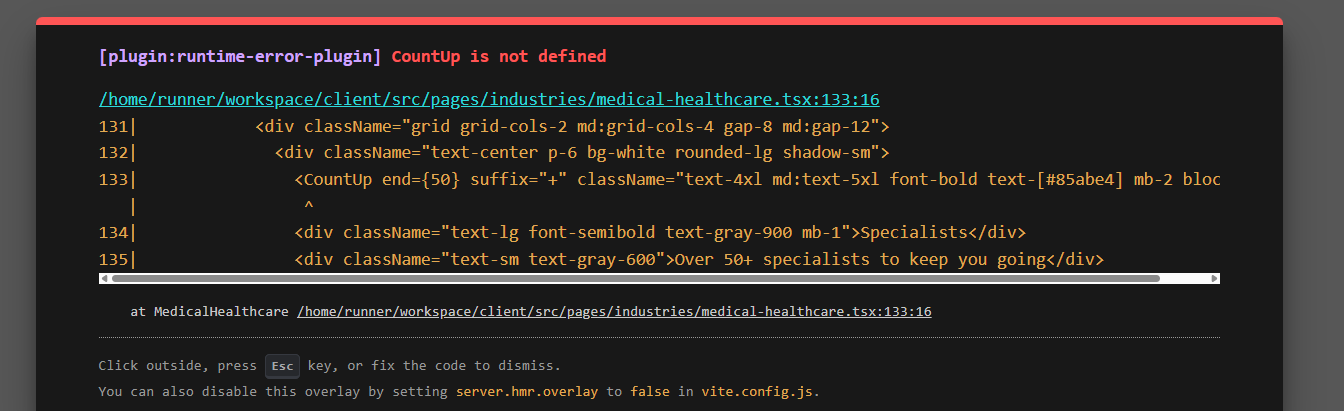 [plugin:runtime-error-plugin] CountUp is not defined
/home/runner/workspace/client/src/pages/industries/medical-healthcare.tsx:133:16
131|            <div className="grid grid-cols-2 md:grid-cols-4 gap-8 md:gap-12">
132|              <div className="text-center p-6 bg-white rounded-lg shadow-sm">
133|                <CountUp end={50} suffix="+" className="text-4xl md:text-5xl font-bold text-[#85abe4] mb-2 bloc
   |                 ^
134|                <div className="text-lg font-semibold text-gray-900 mb-1">Specialists</div>
135|                <div className="text-sm text-gray-600">Over 50+ specialists to keep you going</div>
at MedicalHealthcare /home/runner/workspace/client/src/pages/industries/medical-healthcare.tsx:133:16
Click outside, press Esc key, or fix the code to dismiss.
You can also disable this overlay by setting server.hmr.overlay to false in vite.config.js.